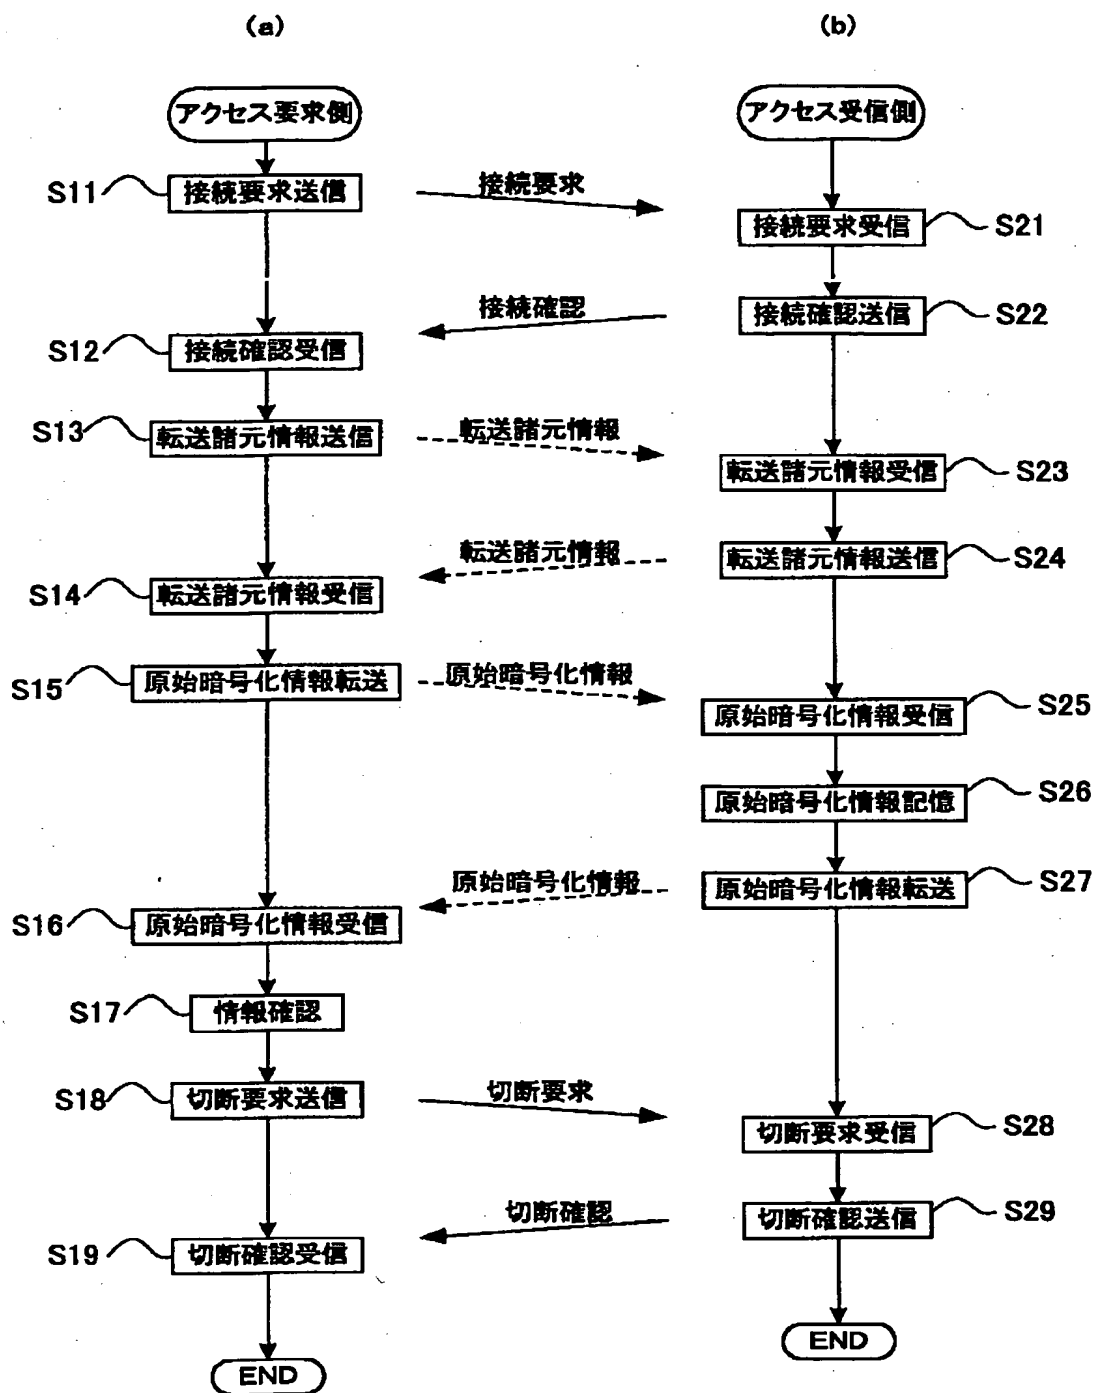 (a)
(b)
アクセス要求側
アクセス受信側
S11
接続要求送信
接続要求
接続要求受信
S21
接続確認
接続確認送信
S22
S12
接続確認受信
S13
転送諸元情報送信
転送諸元情報
転送諸元情報受信
S23
転送諸元情報
転送諸元情報送信
S24
S14
転送諸元情報受信
S15
原始暗号化情報転送
原始暗号化情報
原始暗号化情報受信
S25
原始暗号化情報記憶
S26
原始暗号化情報
原始暗号化情報転送
S27
S16
原始暗号化情報受信
S17
情報確認
S18
切断要求送信
切断要求
切断要求受信
S28
切断確認
切断確認送信
S29
S19
切断確認受信
END
END